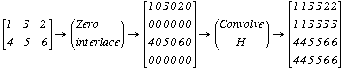 1 3 2
4 5 6
→
Zero
interlace
→
1 0 3 0 2 0
0 0 0 0 0 0
4 0 5 0 6 0
0 0 0 0 0 0
→
Convolve
H
→
1 1 3 3 2 2
1 1 3 3 3 3
4 4 5 5 6 6
4 4 5 5 6 6